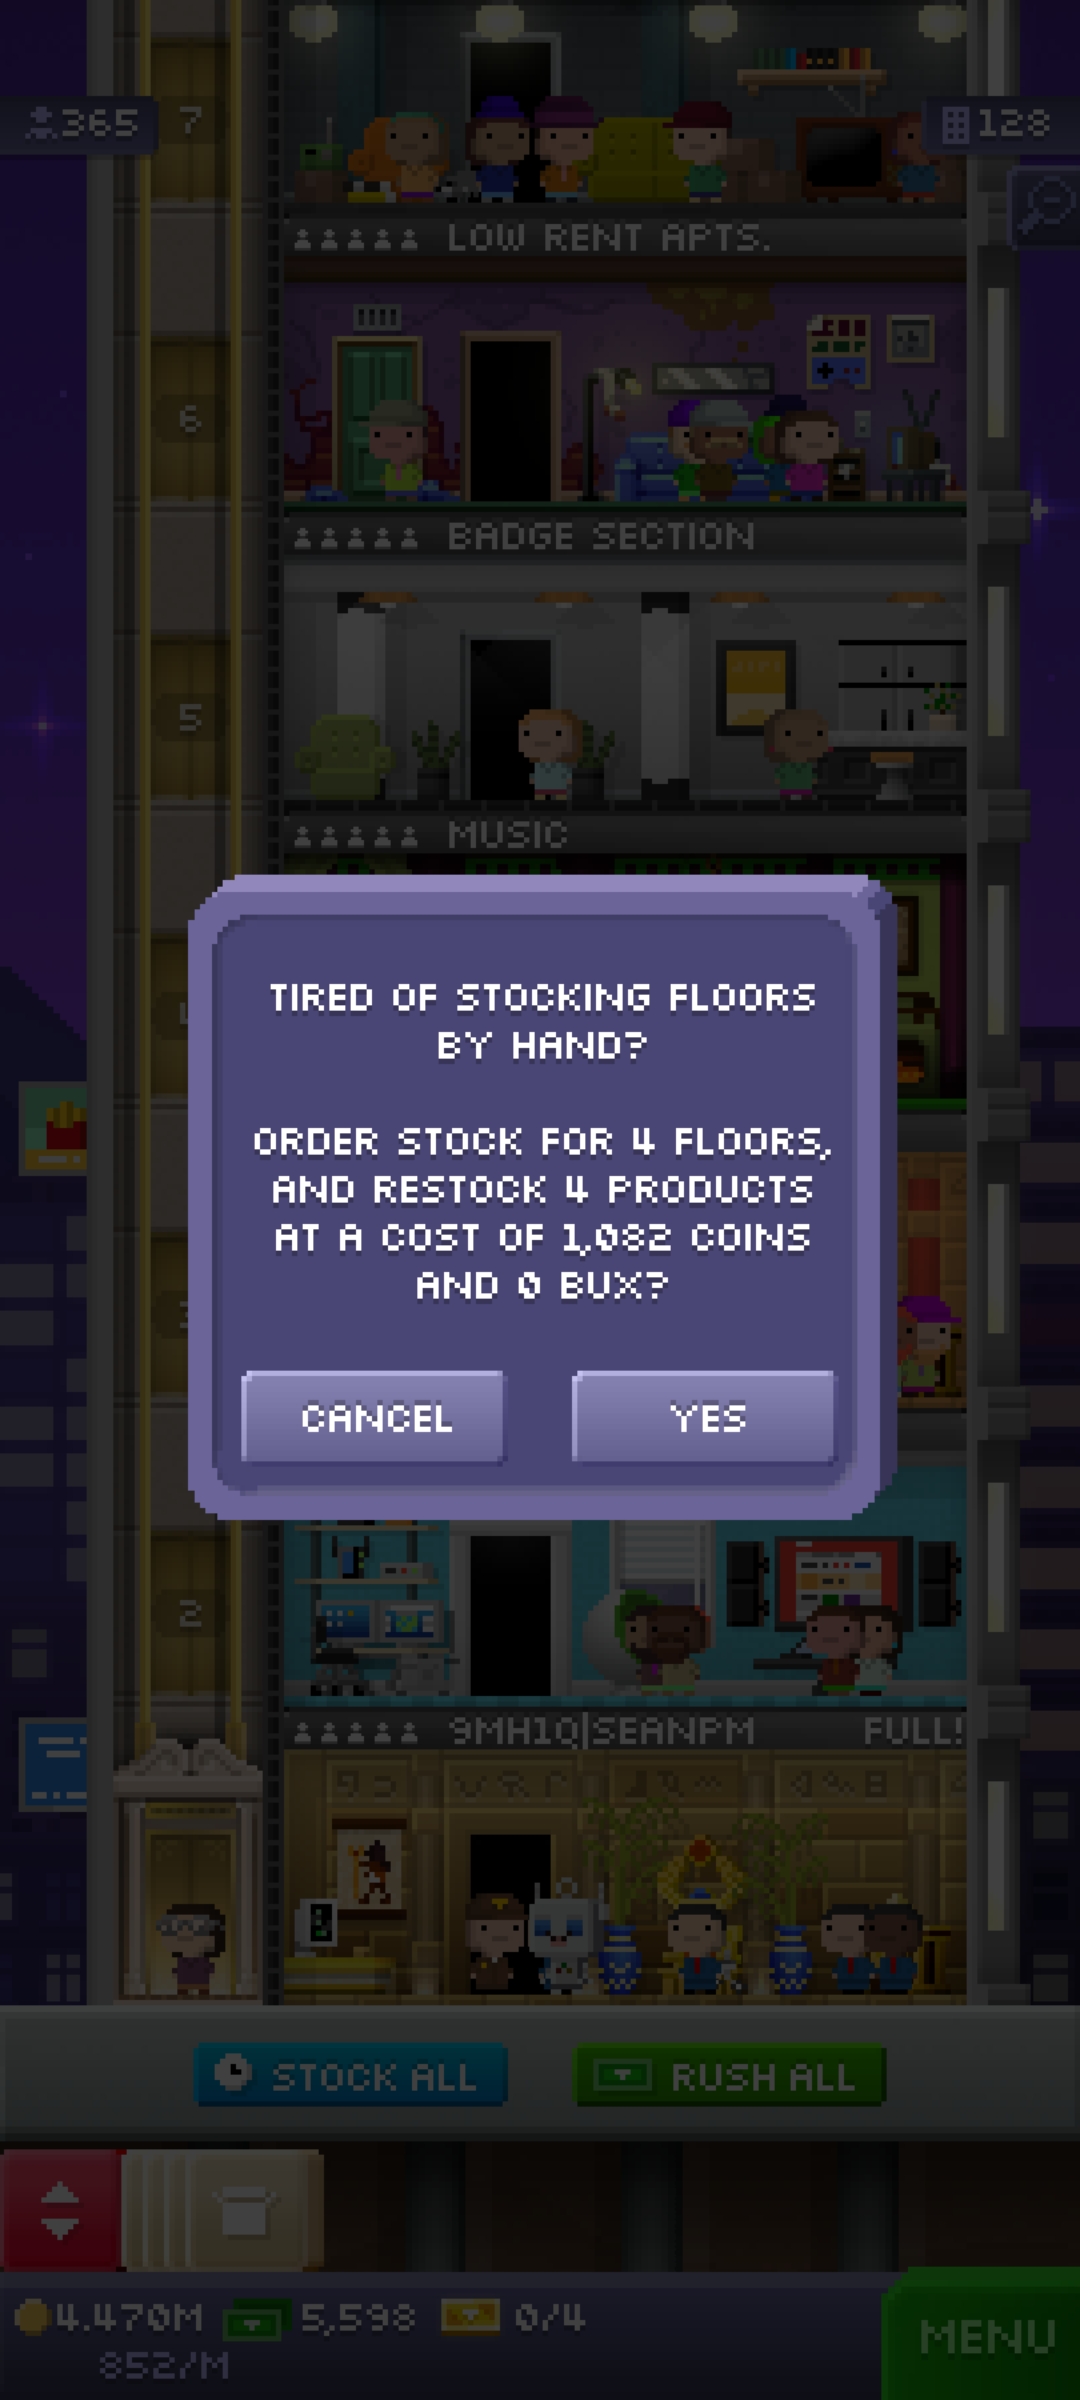 365
7
128
LOW RENT APTS.
6
BADGE SECTION
5
MUSIC
TIRED OF STOCKING FLOORS
BY HAND?
ORDER STOCK FOR 4 FLOORS,
AND RESTOCK 4 PRODUCTS
AT A COST OF 1,082 COINS
AND 0 BUX?
CANCEL
YES
2
9MH1Q|SEANPM
FULL!
STOCK ALL
RUSH ALL
4.470M
5,598
0/4
852/M
MENU